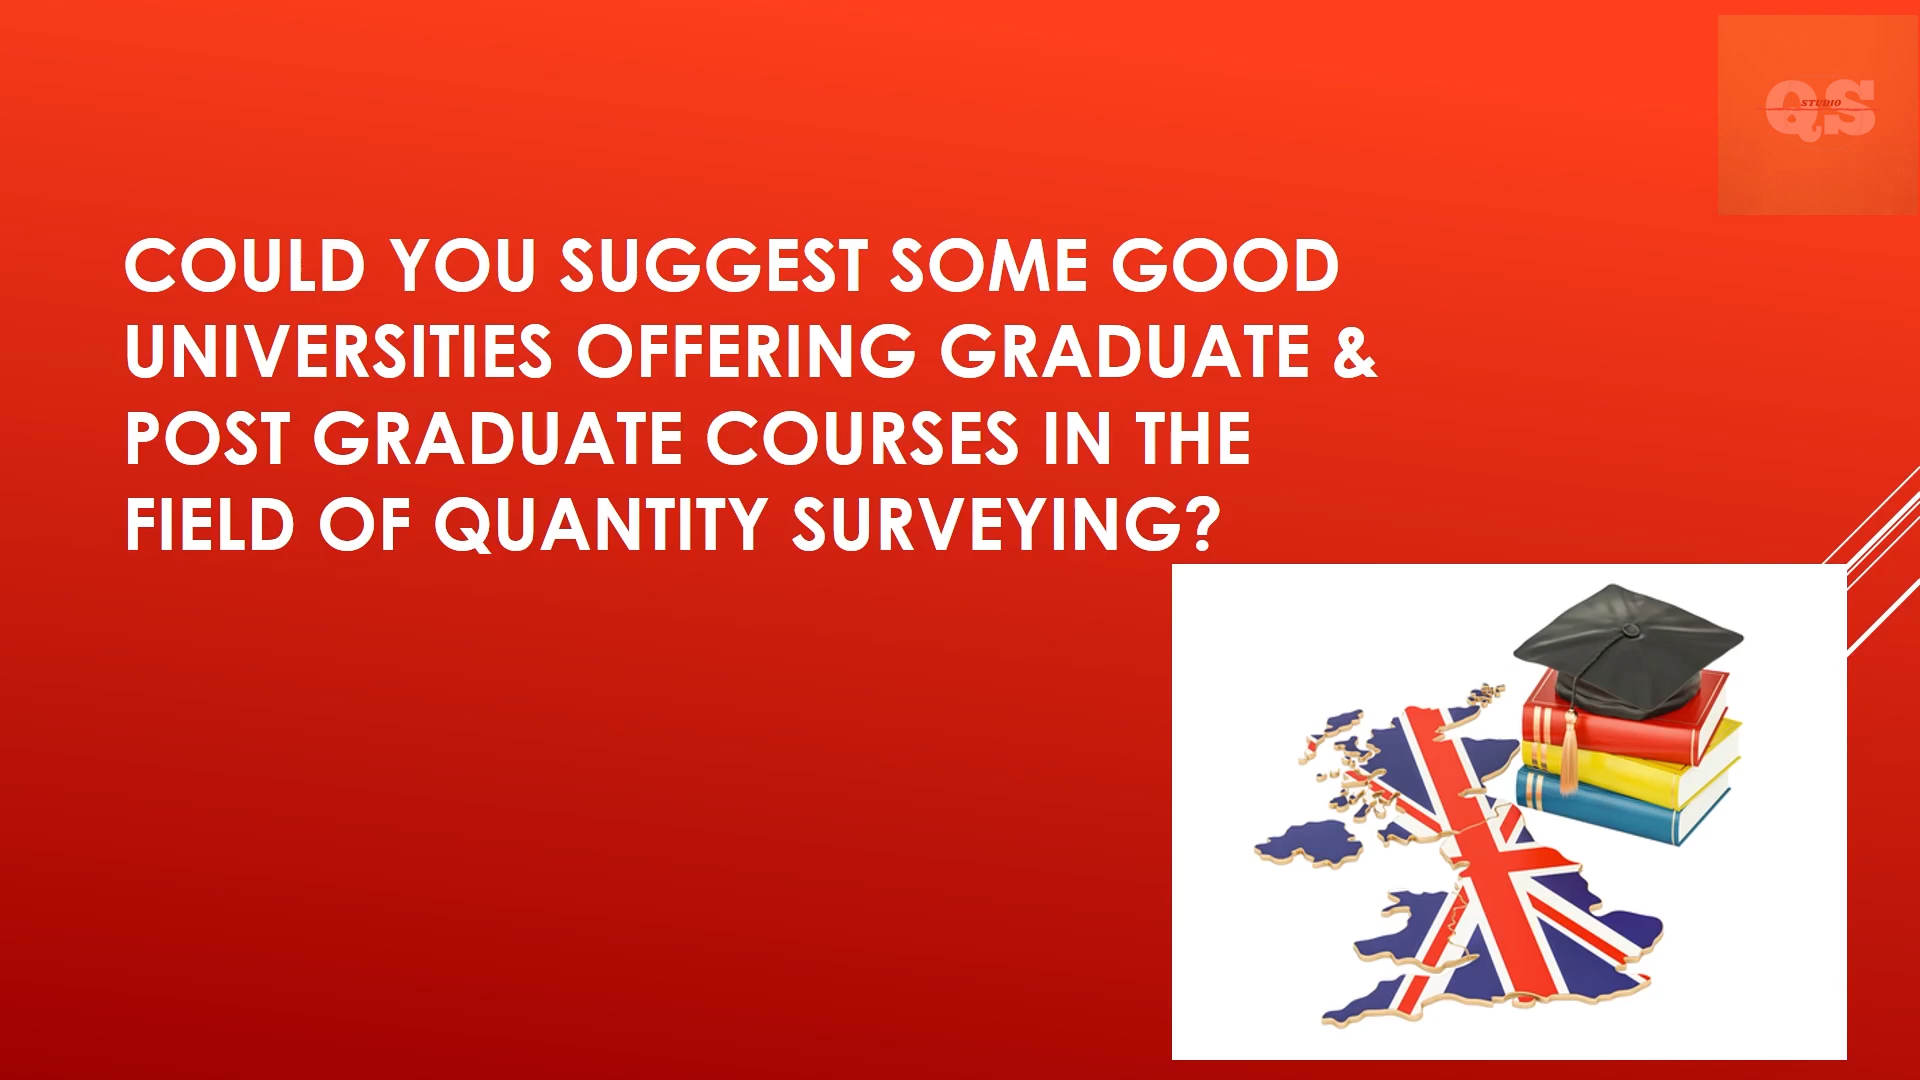 QS
STUDIO
COULD YOU SUGGEST SOME GOOD
UNIVERSITIES OFFERING GRADUATE &
POST GRADUATE COURSES IN THE
FIELD OF QUANTITY SURVEYING?